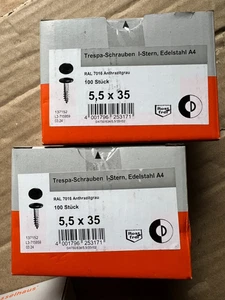 Trespa-Schrauben I-Stern, Edelstahl A4
RAL 7016 Anthrazitgrau
100 Stück
5,5 x 35
4 001796 253171
Trespa-Schrauben I-Stern, Edelstahl A4
RAL 7016 Anthrazitgrau
100 Stück
5,5 x 35
4 001796 253171